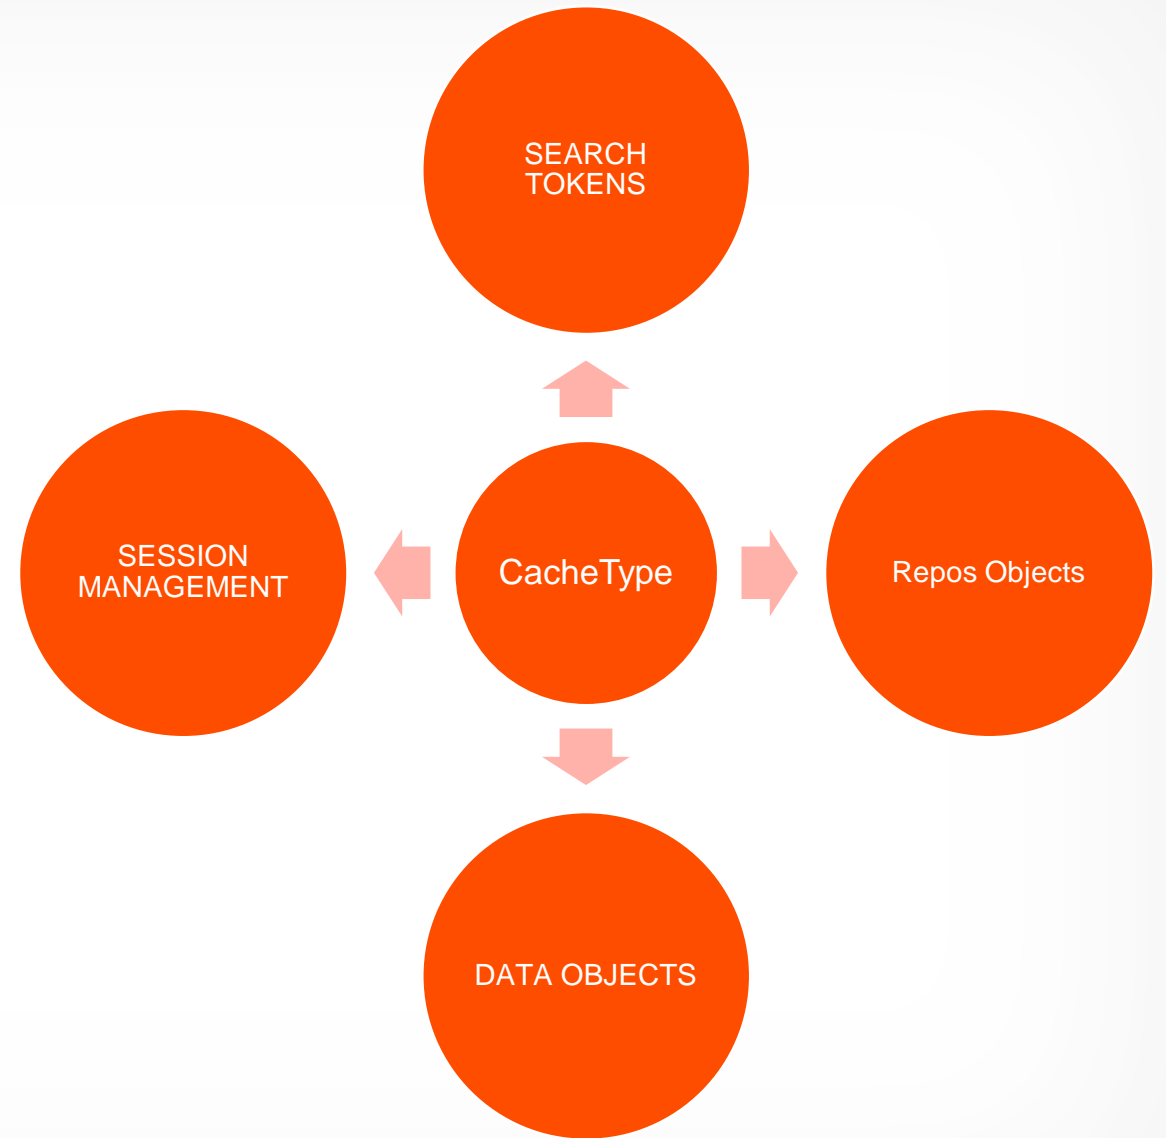 SEARCH
TOKENS
SESSION
MANAGEMENT
CacheType
Repos Objects
DATA OBJECTS